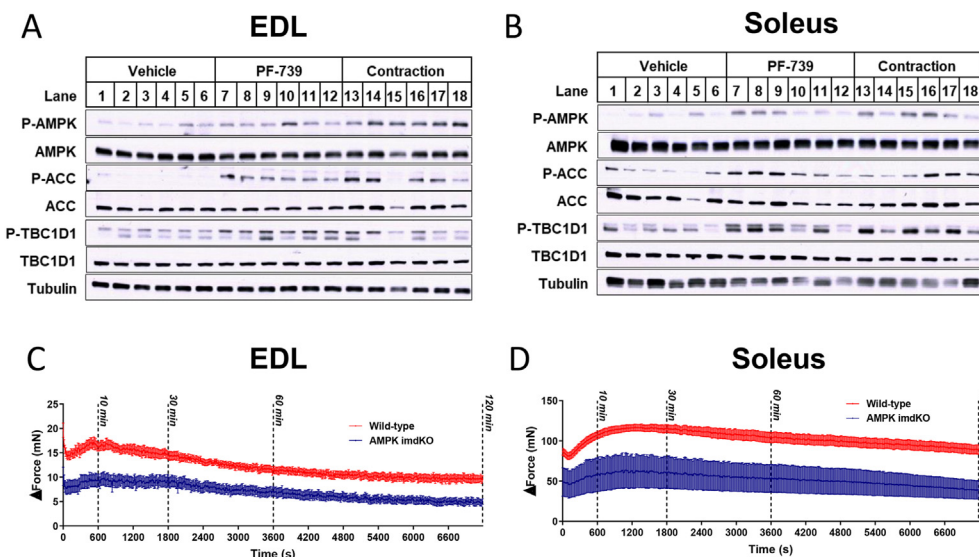 A EDL
Vehicle PF-739 Contraction
Lane 1 2 3 4 5 6 7 8 9 10 11 12 13 14 15 16 17 18
P-AMPK
AMPK
P-ACC
ACC
P-TBC1D1
TBC1D1
Tubulin
B Soleus
Vehicle PF-739 Contraction
Lane 1 2 3 4 5 6 7 8 9 10 11 12 13 14 15 16 17 18
P-AMPK
AMPK
P-ACC
ACC
P-TBC1D1
TBC1D1
Tubulin
C EDL
▲Force (mN)
25
20
15
10
5
0
10 min
30 min
60 min
120 min
Wild-type
AMPK imdKO
0 600 1200 1800 2400 3000 3600 4200 4800 5400 6000 6600
Time (s)
D Soleus
▲Force (mN)
150
100
50
0
10 min
30 min
60 min
Wild-type
AMPK imdKO
0 600 1200 1800 2400 3000 3600 4200 4800 5400 6000 6600
Time (s)